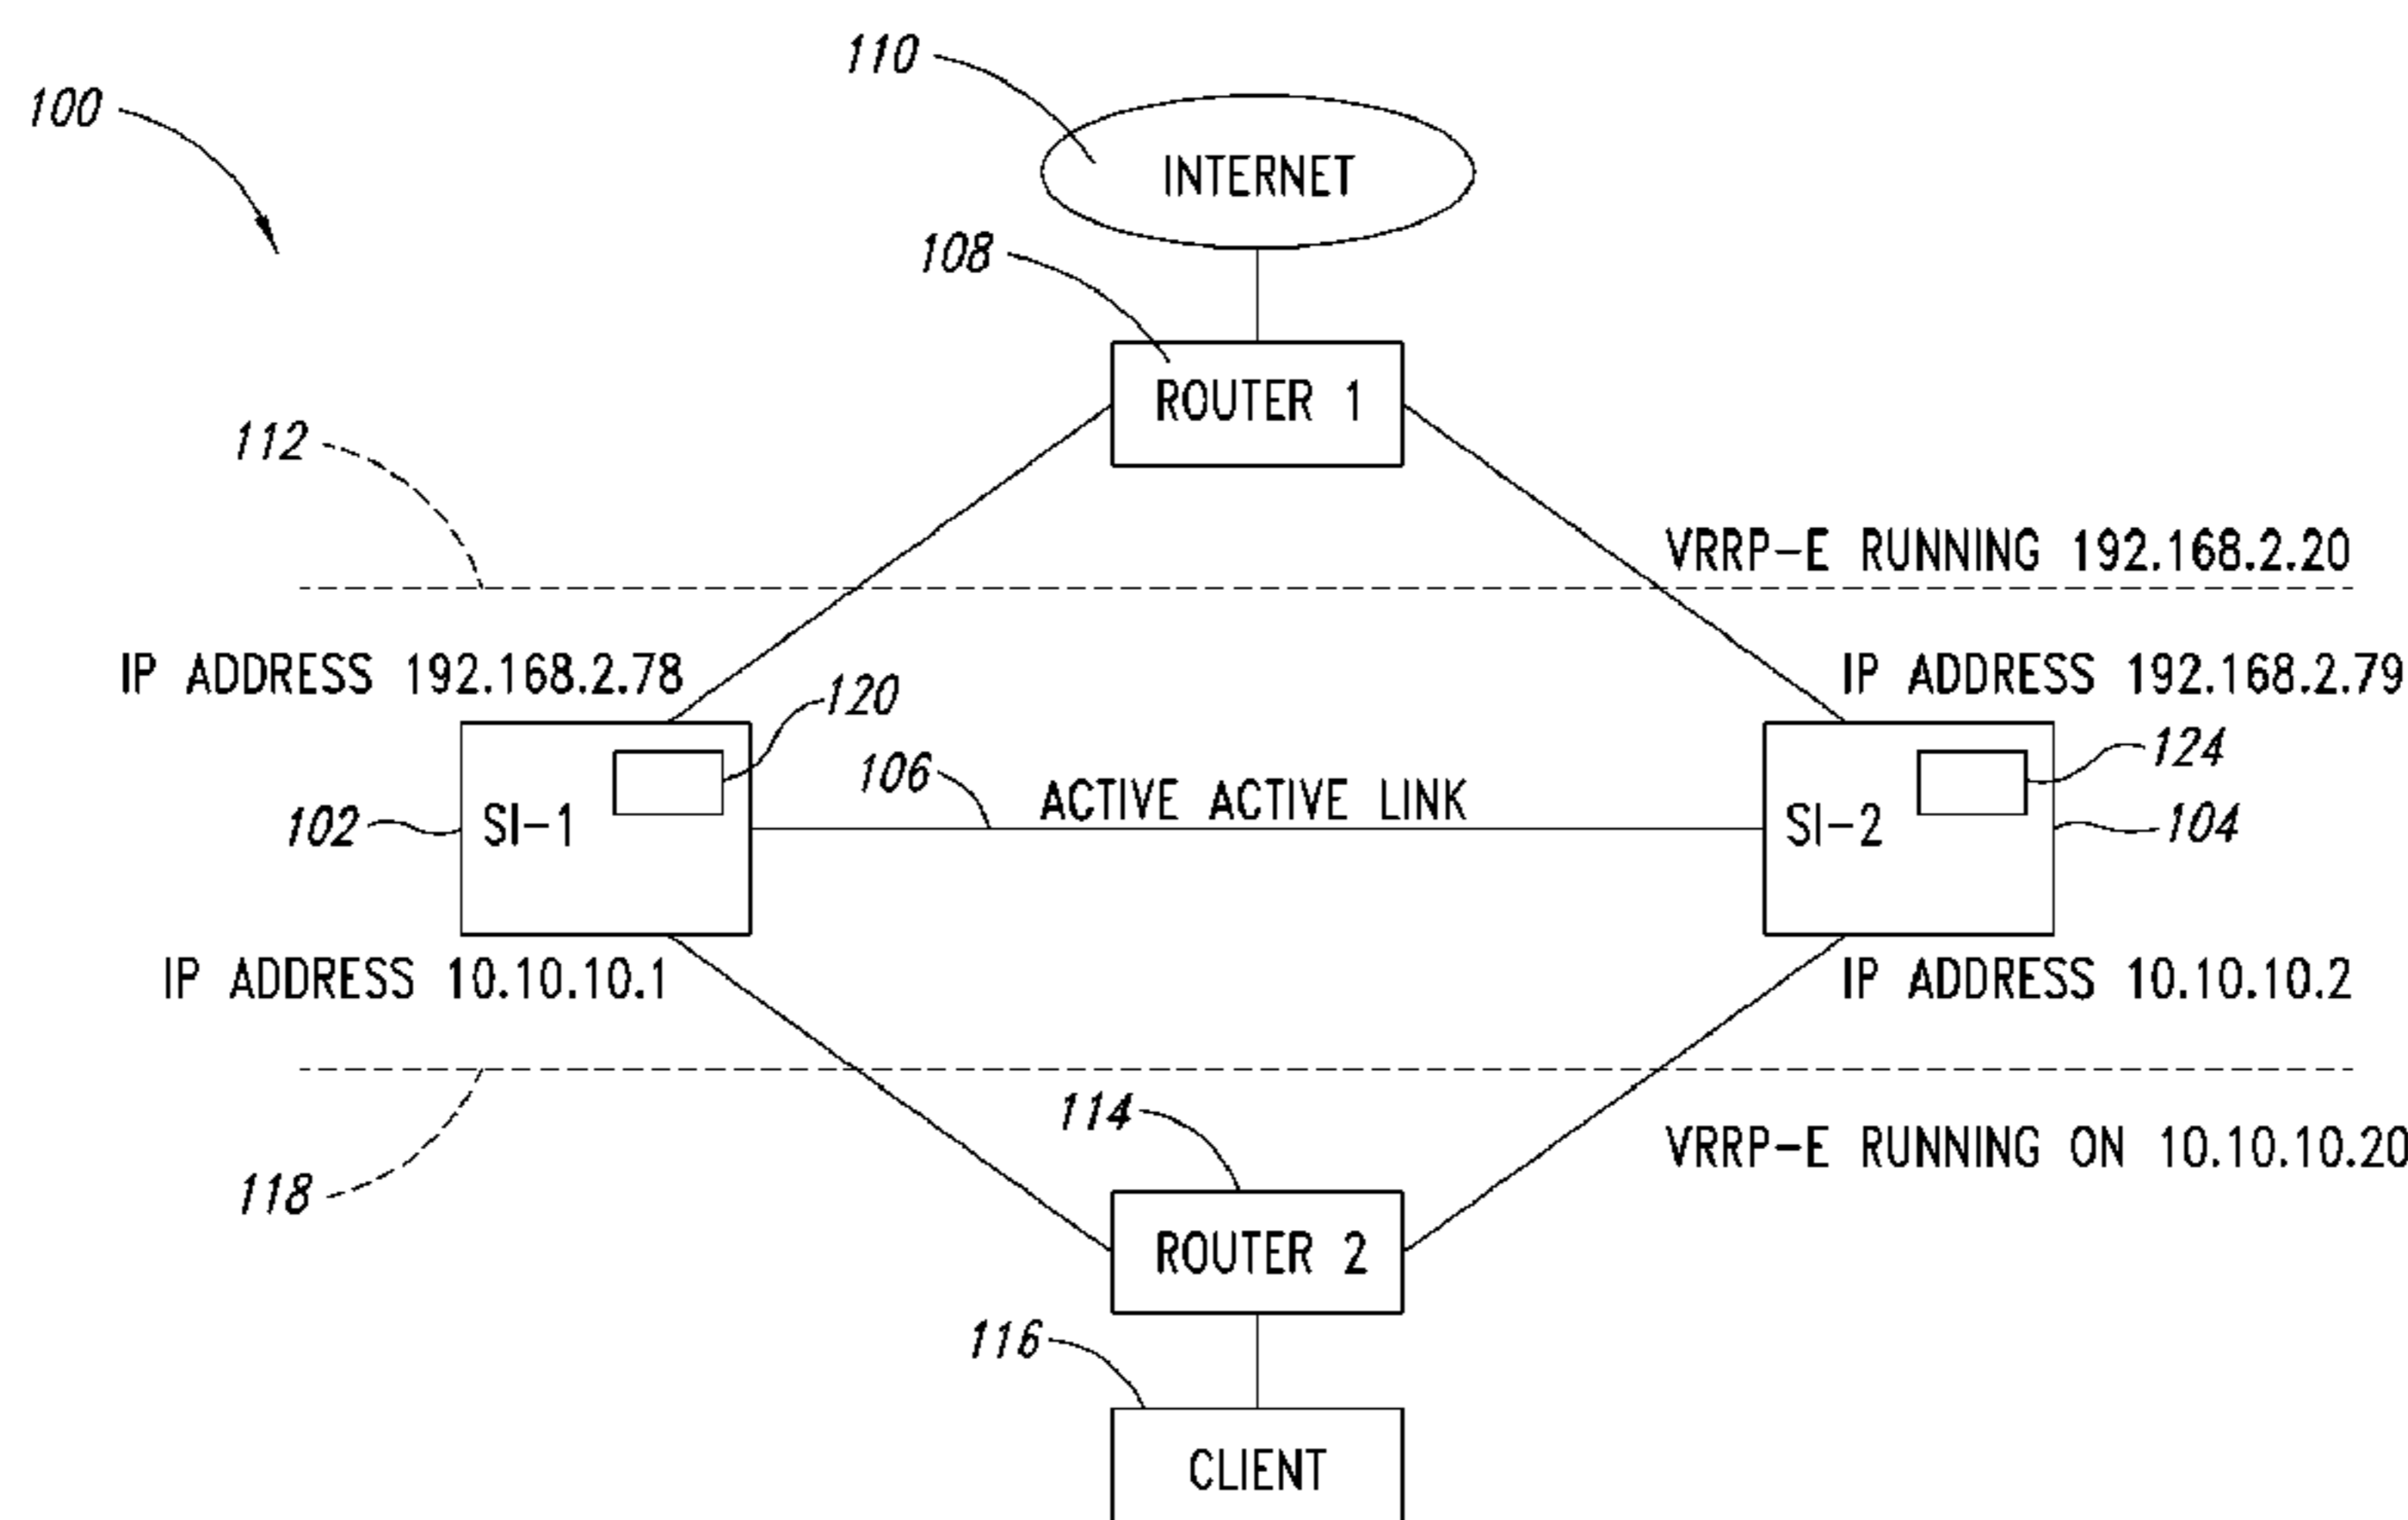 110
100
INTERNET
108
ROUTER 1
112
VRRP-E RUNNING 192.168.2.20
IP ADDRESS 192.168.2.78
IP ADDRESS 192.168.2.79
120
124
106
ACTIVE ACTIVE LINK
102
SI-1
SI-2
104
IP ADDRESS 10.10.10.1
IP ADDRESS 10.10.10.2
114
VRRP-E RUNNING ON 10.10.10.20
118
ROUTER 2
116
CLIENT